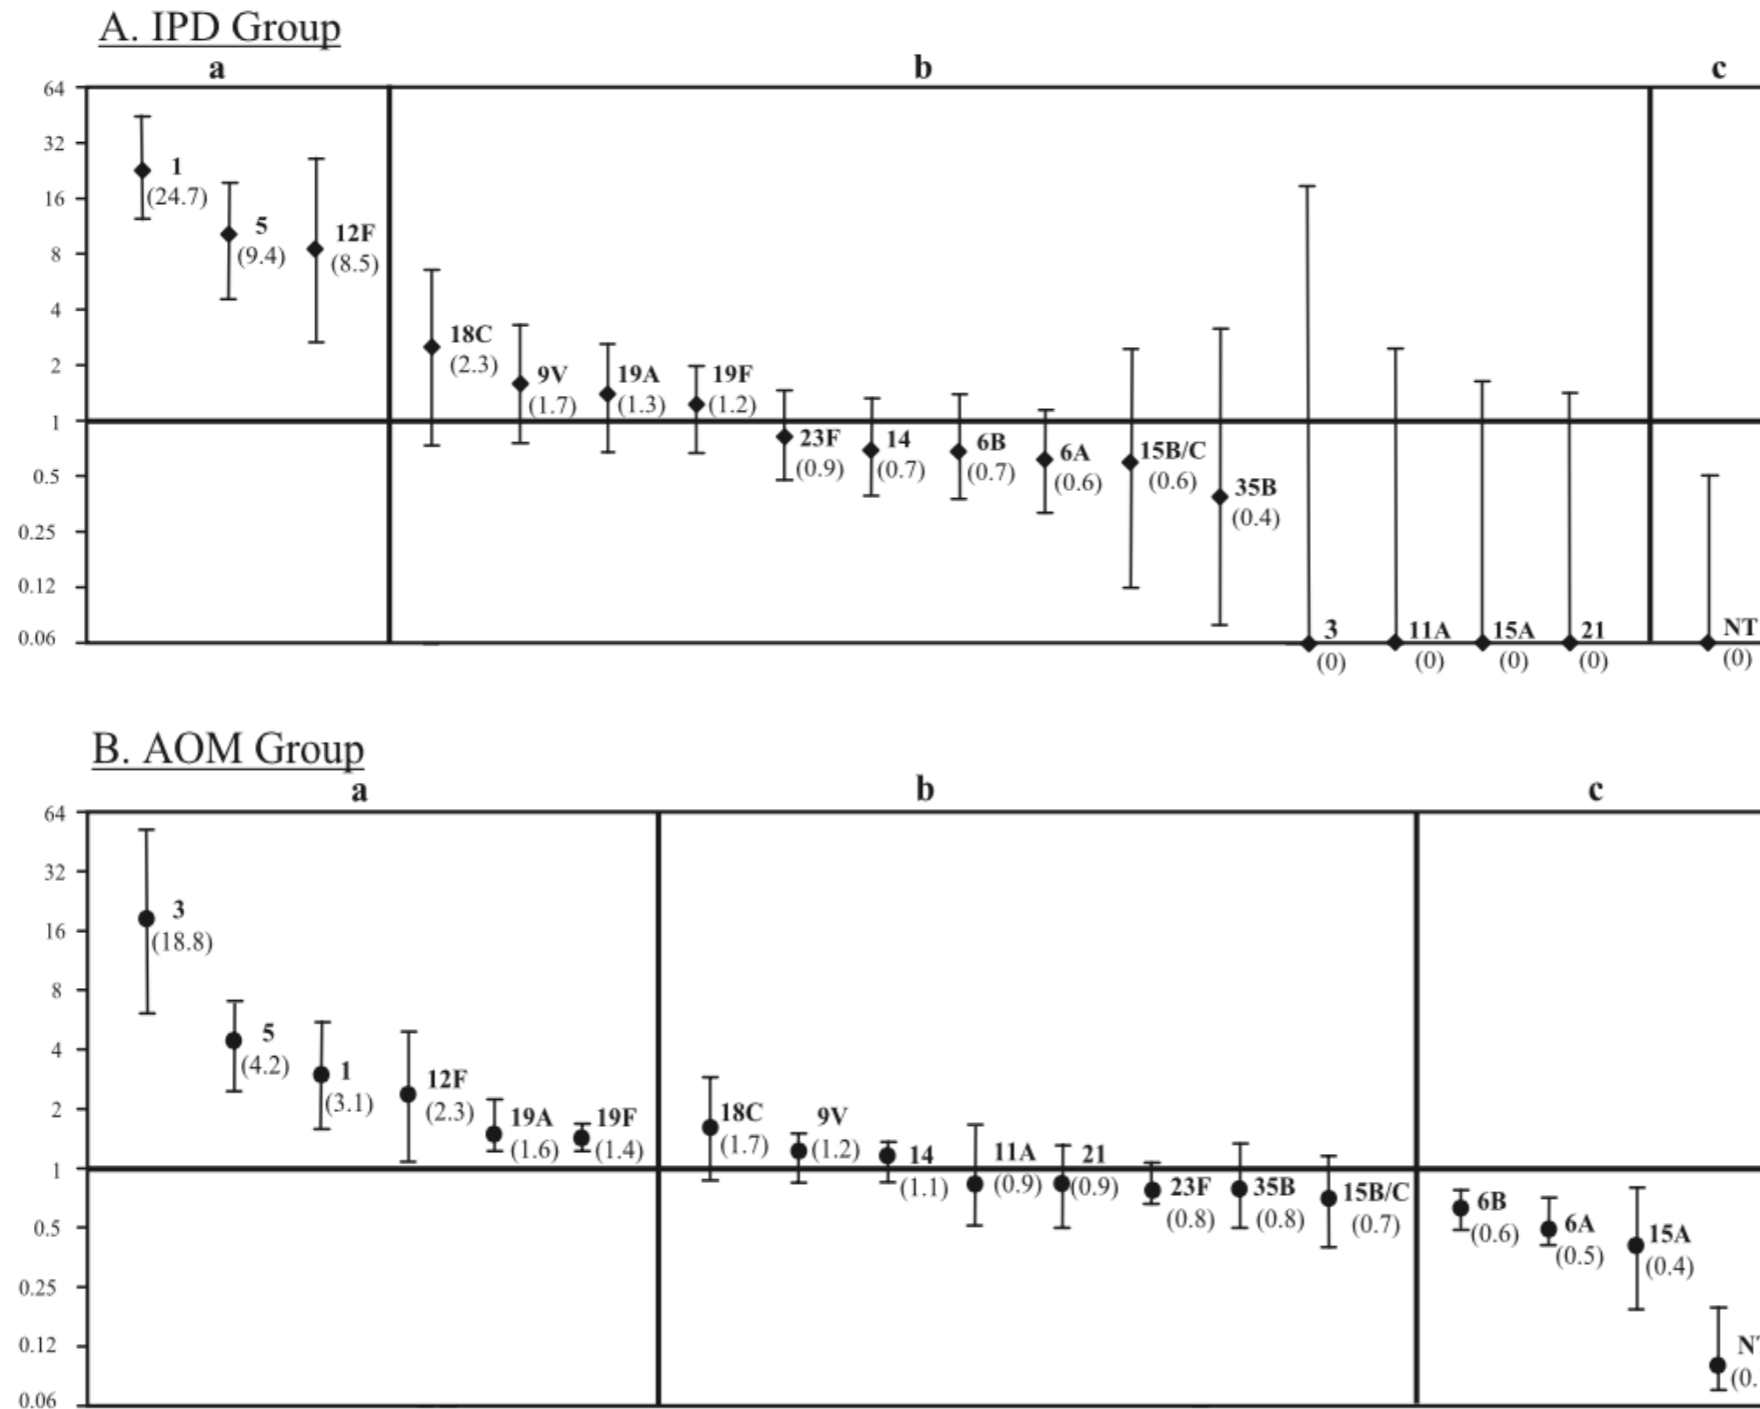 A. IPD Group
a b c
64
32
16
8
4
2
1
0.5
0.25
0.12
0.06
1
(24.7)
5
(9.4)
12F
(8.5)
18C
(2.3)
9V
(1.7)
19A
(1.3)
19F
(1.2)
23F
(0.9)
14
(0.7)
6B
(0.7)
6A
(0.6)
15B/C
(0.6)
35B
(0.4)
3
(0)
11A
(0)
15A
(0)
21
(0)
NT
(0)
B. AOM Group
a b c
64
32
16
8
4
2
1
0.5
0.25
0.12
0.06
3
(18.8)
5
(4.2)
1
(3.1)
12F
(2.3)
19A
(1.6)
19F
(1.4)
18C
(1.7)
9V
(1.2)
14
(1.1)
11A
(0.9)
21
(0.9)
23F
(0.8)
35B
(0.8)
15B/C
(0.7)
6B
(0.6)
6A
(0.5)
15A
(0.4)